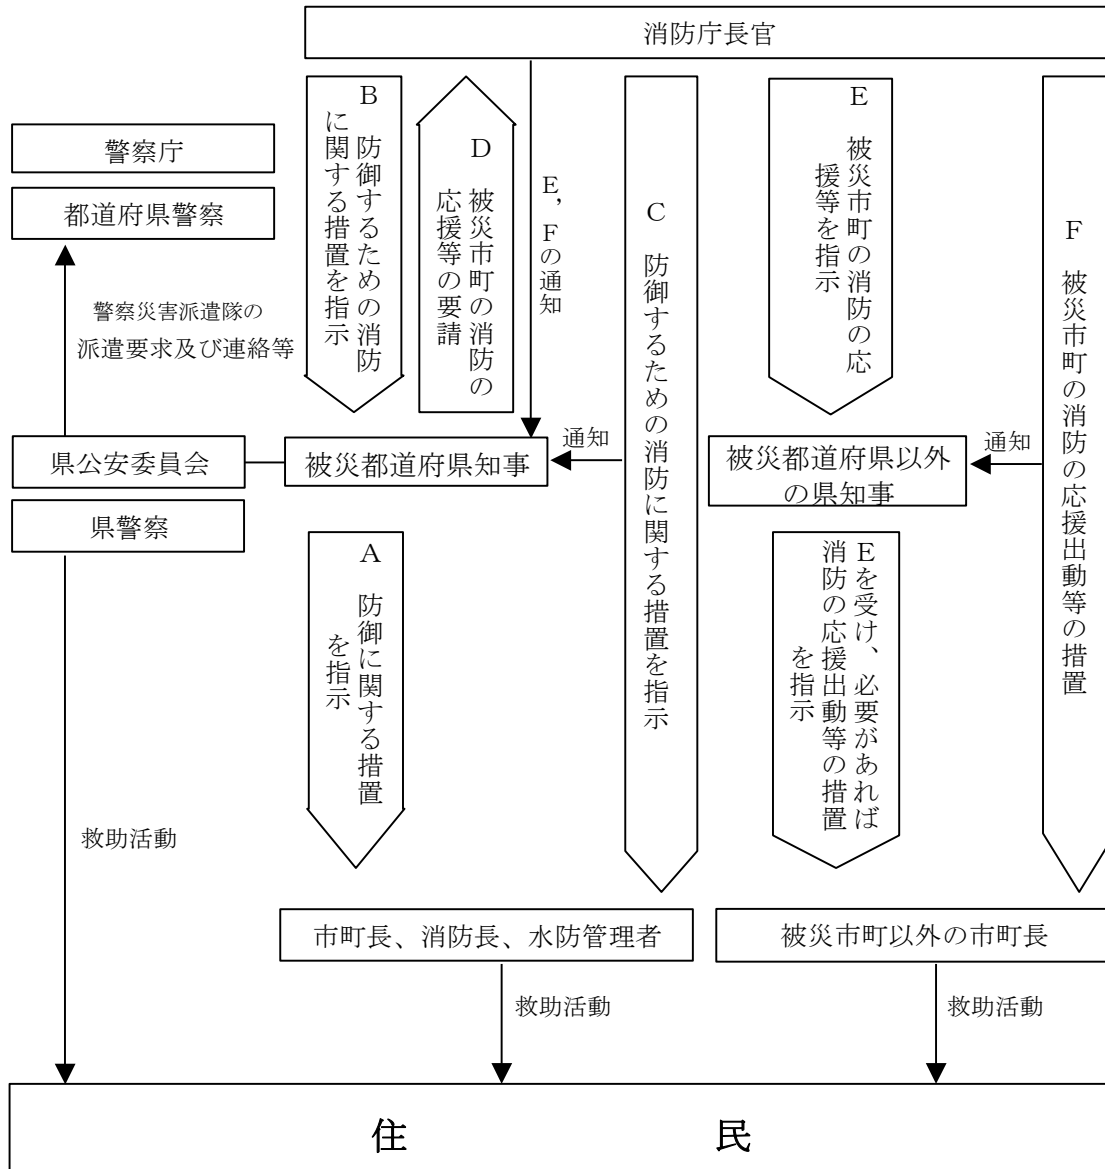 消防庁長官
警察庁
都道府県警察
警察災害派遣隊の
派遣要求及び連絡等
B 防御するための消防
に関する措置を指示
D 被災市町の消防の
応援等の要請
E，Fの通知
C 防御するための消防に関する措置を指示
E 被災市町の消防の応
援等を指示
F 被災市町の消防の応援出動等の措置
県公安委員会
被災都道府県知事
通知
被災都道府県以外
の県知事
通知
県警察
A 防御に関する措置
を指示
Eを受け、必要があれば
消防の応援出動等の措置
を指示
救助活動
市町長、消防長、水防管理者
被災市町以外の市町長
救助活動
救助活動
住 民